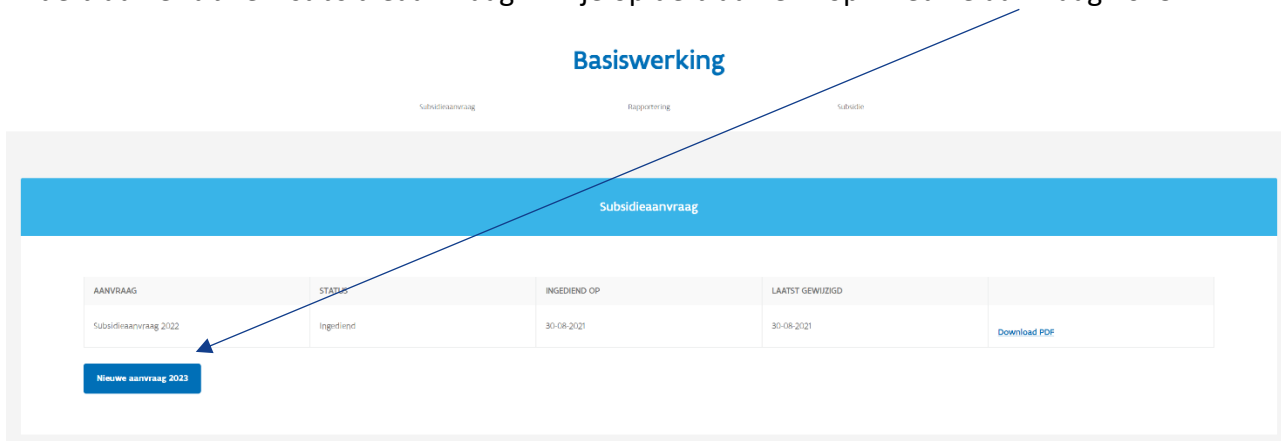 Basiswerking
Subsidieaanvraag Rapportering Subsidie
Subsidieaanvraag
AANVRAAG STATUS INGEDIEND OP LAATST GEWIJZIGD
Subsidieaanvraag 2022 Ingediend 30-08-2021 30-08-2021 Download PDF
Nieuwe aanvraag 2023